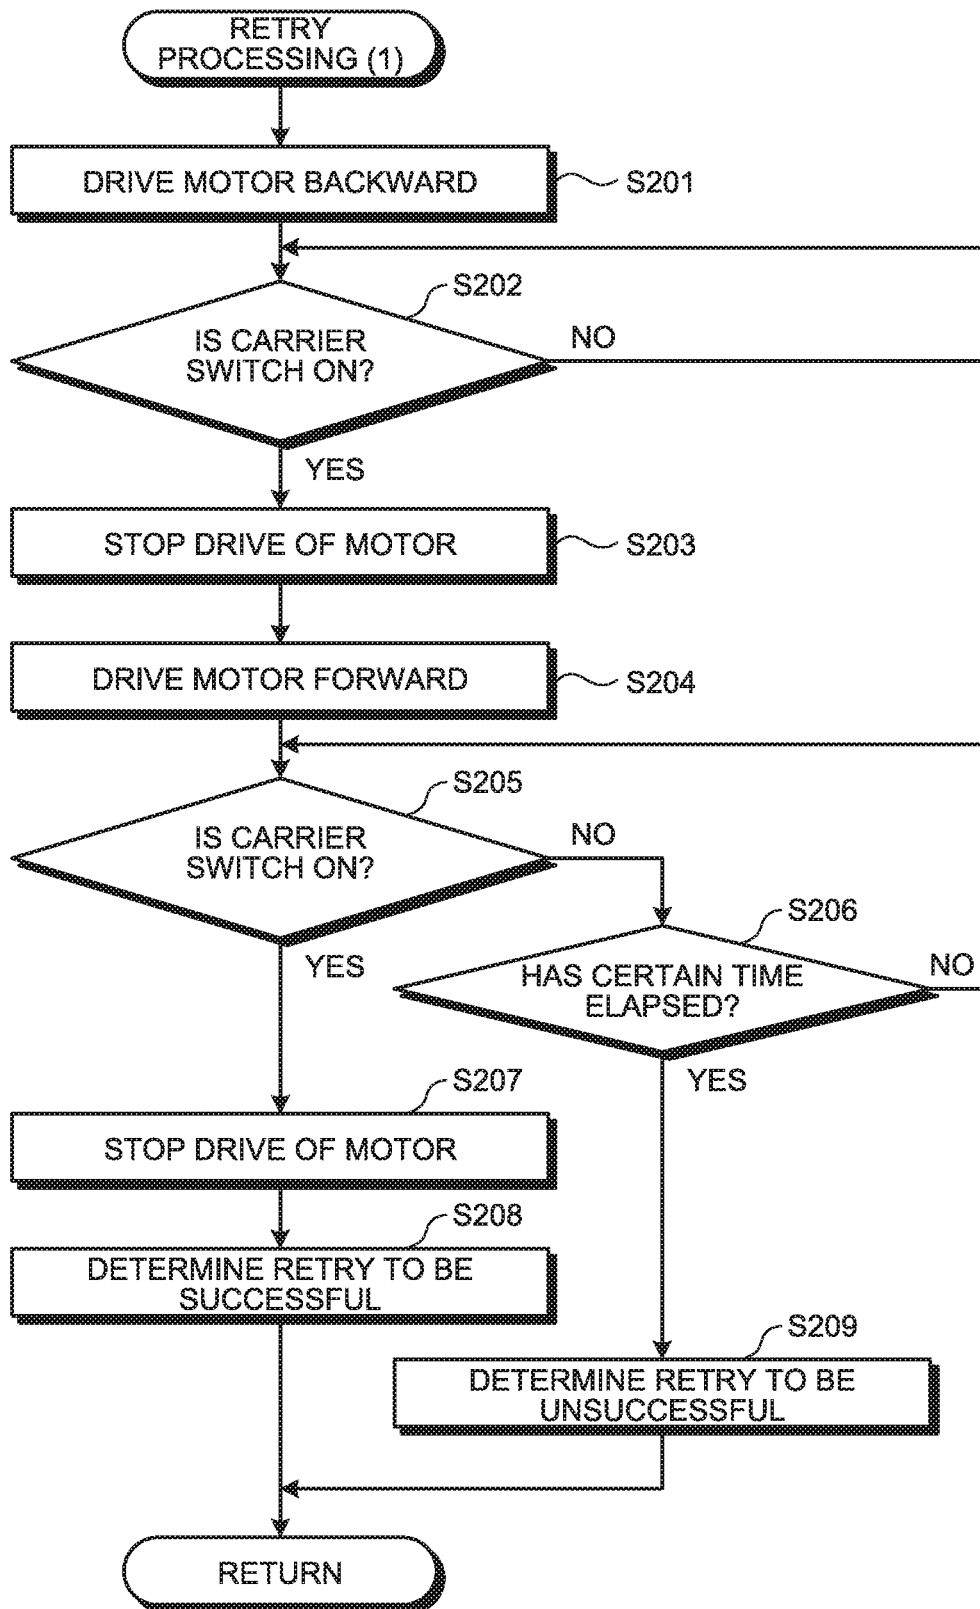 RETRY
PROCESSING (1)
DRIVE MOTOR BACKWARD
S201
S202
IS CARRIER
SWITCH ON?
NO
YES
STOP DRIVE OF MOTOR
S203
DRIVE MOTOR FORWARD
S204
S205
IS CARRIER
SWITCH ON?
NO
YES
S206
HAS CERTAIN TIME
ELAPSED?
NO
YES
S207
STOP DRIVE OF MOTOR
S208
DETERMINE RETRY TO BE
SUCCESSFUL
S209
DETERMINE RETRY TO BE
UNSUCCESSFUL
RETURN